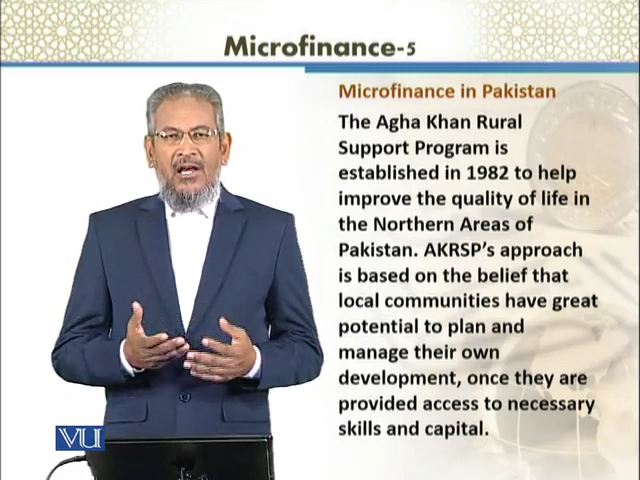 Microfinance-5
Microfinance in Pakistan
The Agha Khan Rural
Support Program is
established in 1982 to help
improve the quality of life in
the Northern Areas of
Pakistan. AKRSP's approach
is based on the belief that
local communities have great
potential to plan and
manage their own
development, once they are
provided access to necessary
skills and capital.
VU